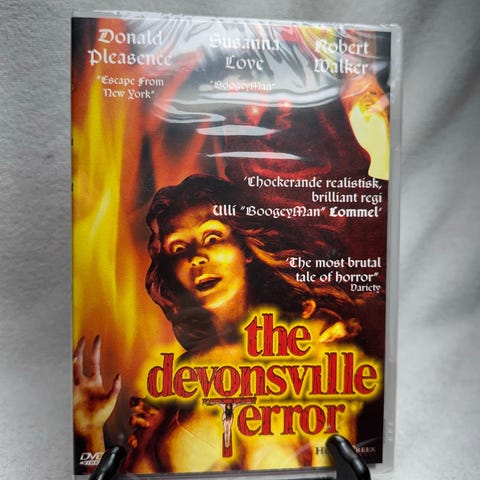 Donald
Pleasence
"Escape From
New York"
Susanna
Love
"BoogeyMan"
Robert
Walker
'Chockerande realistisk,
brilliant regi
Ulli "BoogeyMan" Lommel'
'The most brutal
tale of horror"
Variety
the
devonsville
terror
DVD
VIDEO